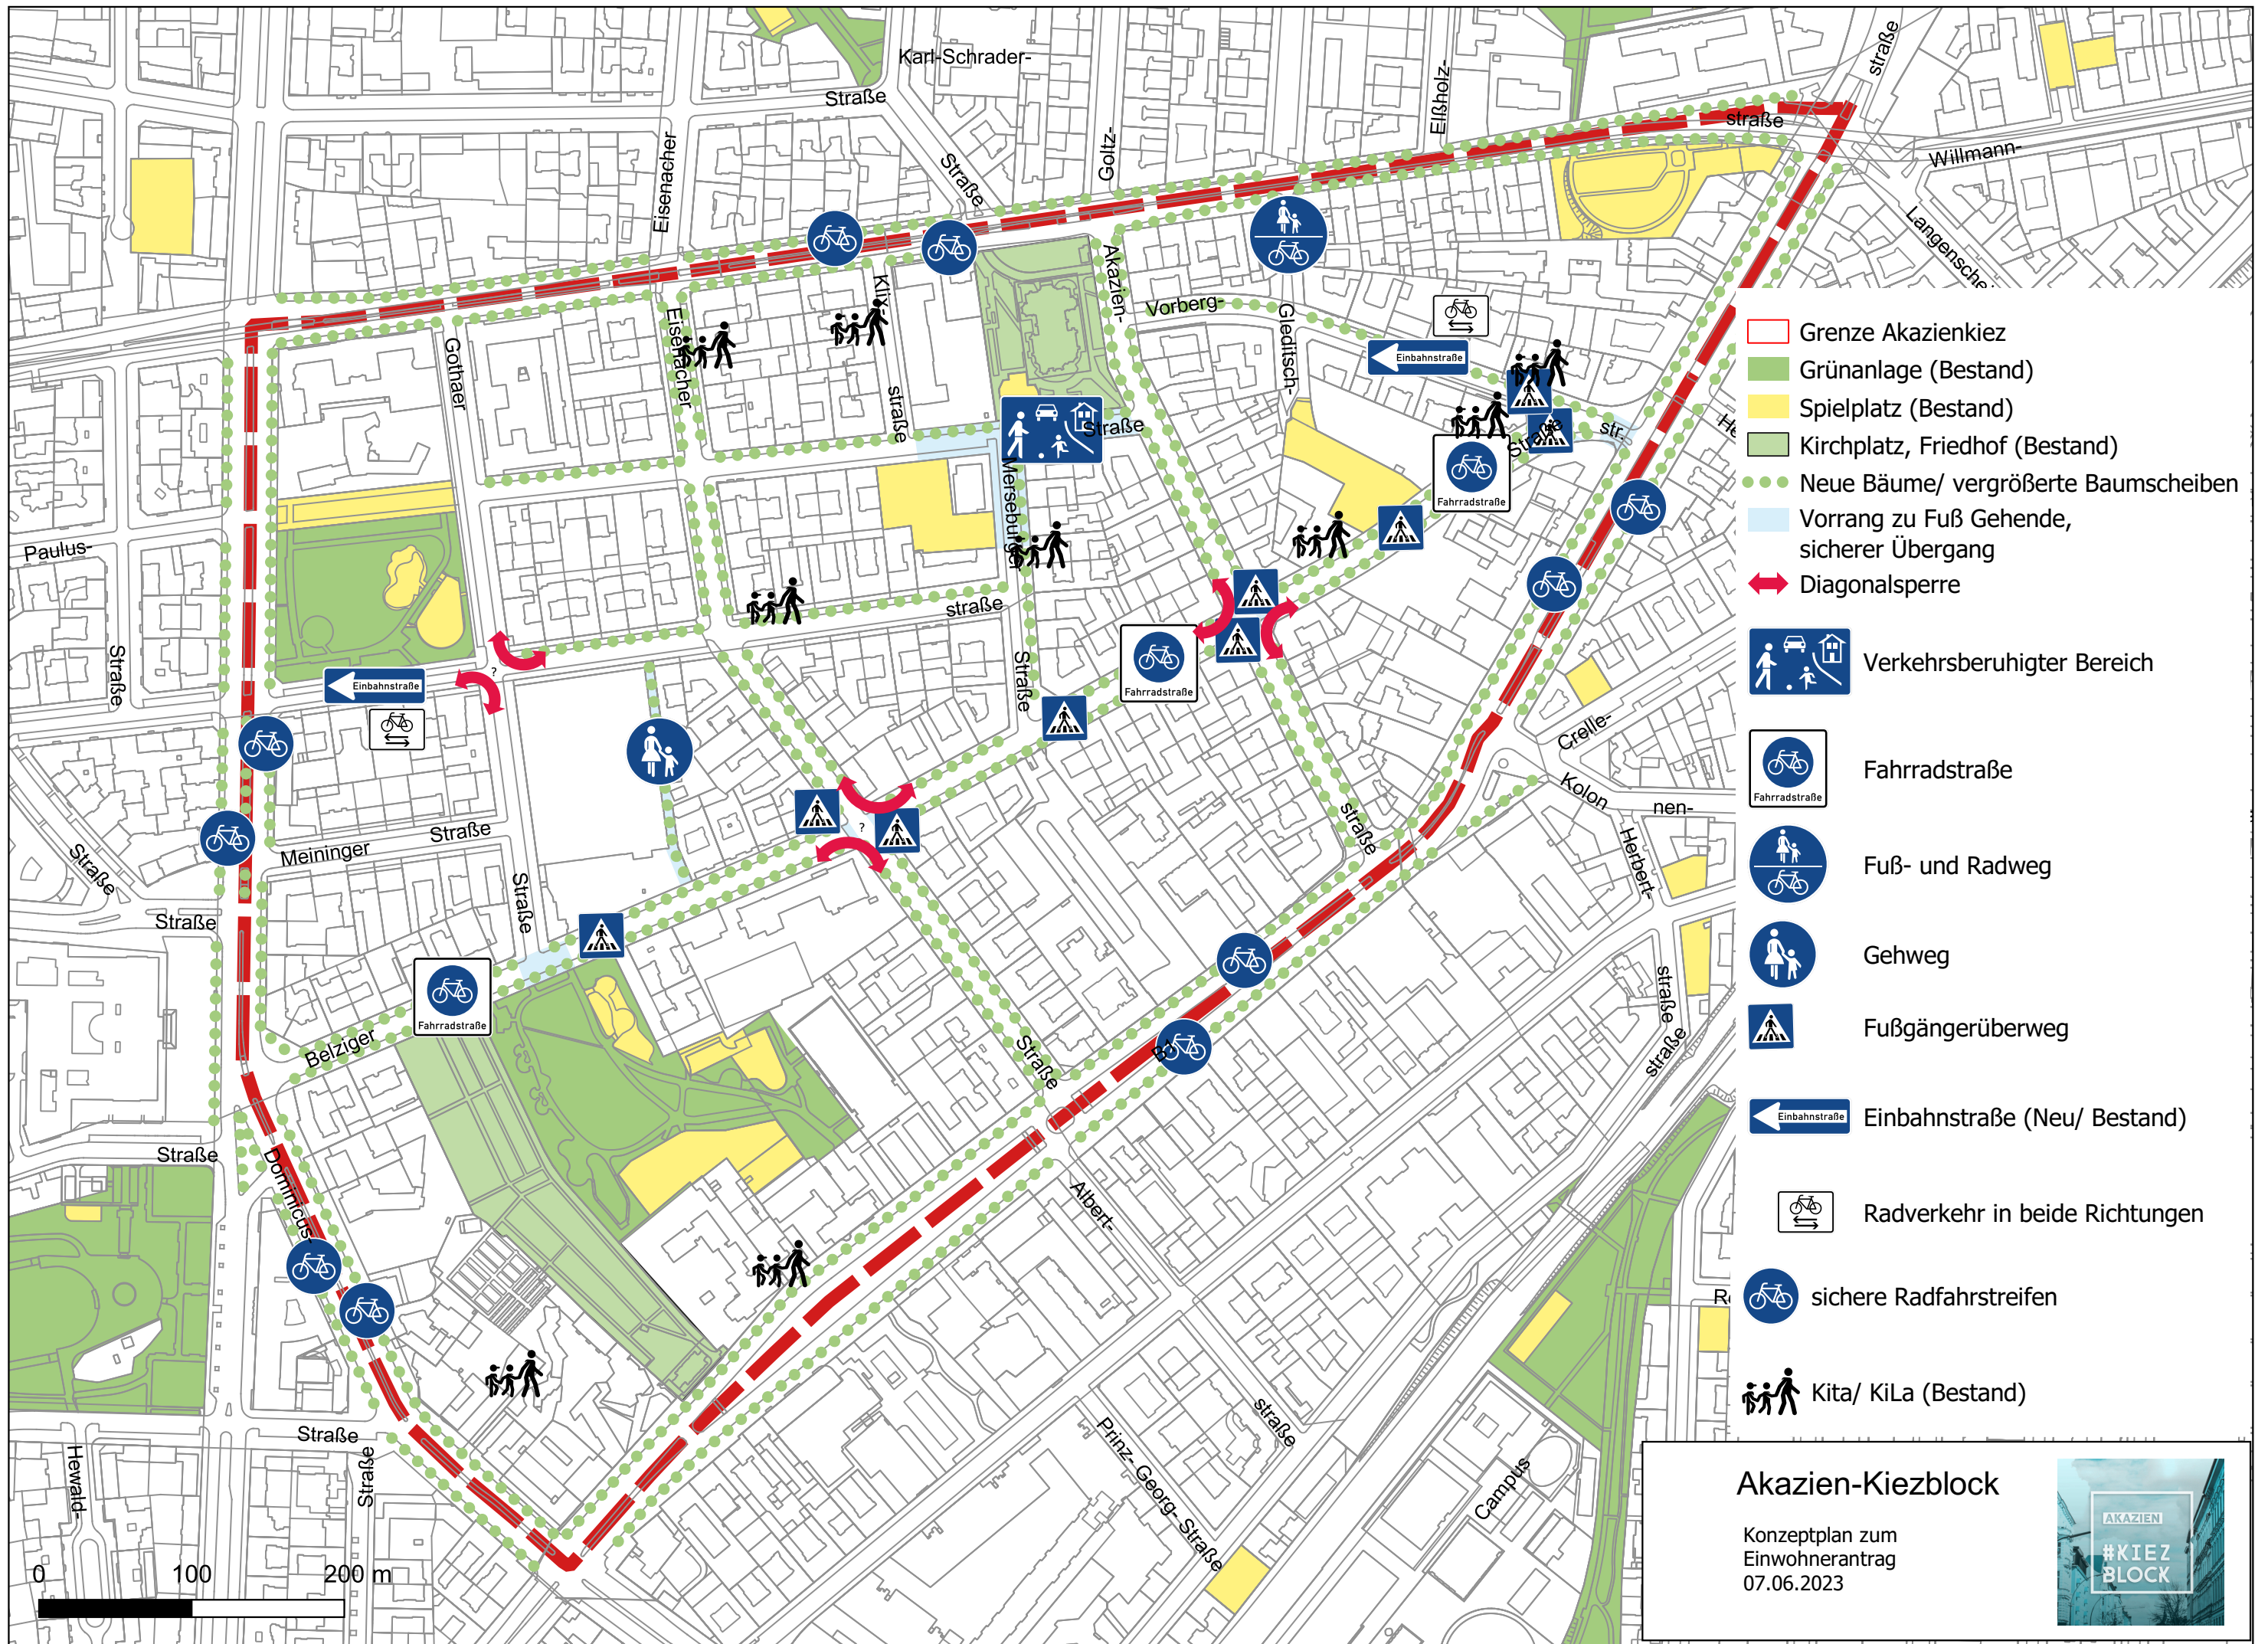 Karl-Schrader-
Straße
Straße
Eisenacher
Goltz-
Elßholz-
straße
straße
Willmann-
Akazien-
Klix-
Vorberg-
Gleditsch-
Eisenacher
Gothaer
straße
Straße
Einbahnstraße
Straße
str.
Fahrradstraße
Merseburger
Paulus-
Straße
straße
Straße
Fahrradstraße
?
Einbahnstraße
Crelle-
Kolon
nen-
Herbert-
straße
straße
straße
?
Straße
Meininger
Straße
Straße
Straße
Fahrradstraße
Belziger
Straße
Straße
Dominicus-
Albert-
Straße
Straße
Hewald-
Prinz-
Georg-
Straße
straße
Campus
Grenze Akazienkiez
Grünanlage (Bestand)
Spielplatz (Bestand)
Kirchplatz, Friedhof (Bestand)
Neue Bäume/ vergrößerte Baumscheiben
Vorrang zu Fuß Gehende,
sicherer Übergang
Diagonalsperre
Verkehrsberuhigter Bereich
Fahrradstraße
Fahrradstraße
Fuß- und Radweg
Gehweg
Fußgängerüberweg
Einbahnstraße
Einbahnstraße (Neu/ Bestand)
Radverkehr in beide Richtungen
sichere Radfahrstreifen
Kita/ KiLa (Bestand)
0 100 200 m
Akazien-Kiezblock
Konzeptplan zum
Einwohnerantrag
07.06.2023
AKAZIEN
#KIEZ
BLOCK